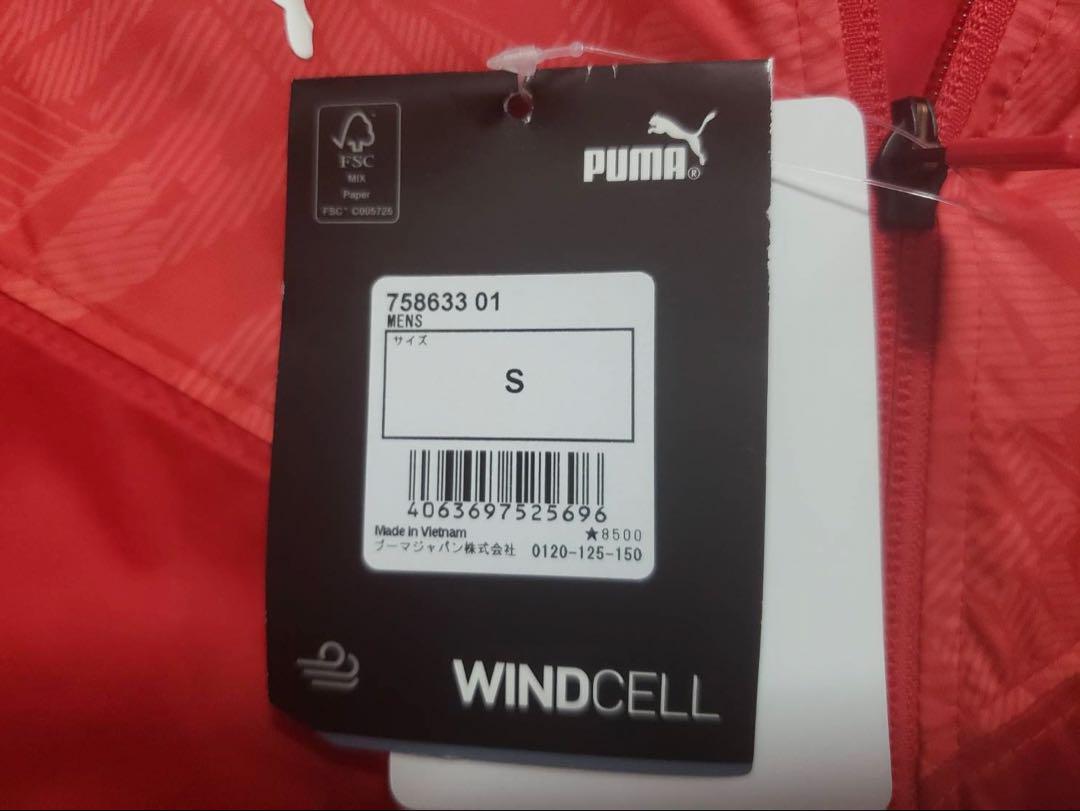 FSC
MIX
Paper
FSC™ C005725
PUMA®
758633 01
MENS
サイズ
S
4063697525696
Made in Vietnam
★8500
プーマジャパン株式会社 0120-125-150
WINDCELL